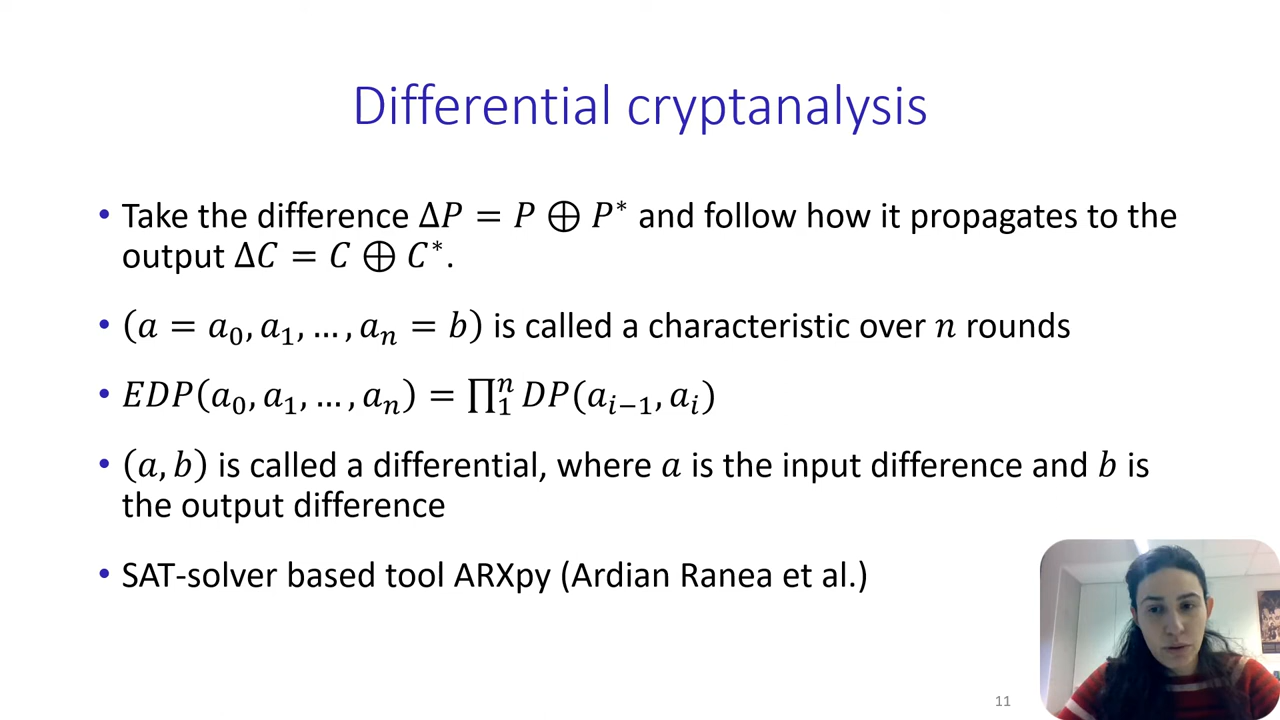 Differential cryptanalysis
• Take the difference Δ𝑃 = 𝑃 ⊕ 𝑃* and follow how it propagates to the
output Δ𝐶 = 𝐶 ⊕ 𝐶*.
• (𝑎 = 𝑎₀, 𝑎₁, … , 𝑎ₙ = 𝑏) is called a characteristic over 𝑛 rounds
• 𝐸𝐷𝑃(𝑎₀, 𝑎₁, … , 𝑎ₙ) = ∏₁ⁿ 𝐷𝑃(𝑎ᵢ₋₁, 𝑎ᵢ)
• (𝑎, 𝑏) is called a differential, where 𝑎 is the input difference and 𝑏 is
the output difference
• SAT-solver based tool ARXpy (Ardian Ranea et al.)
11